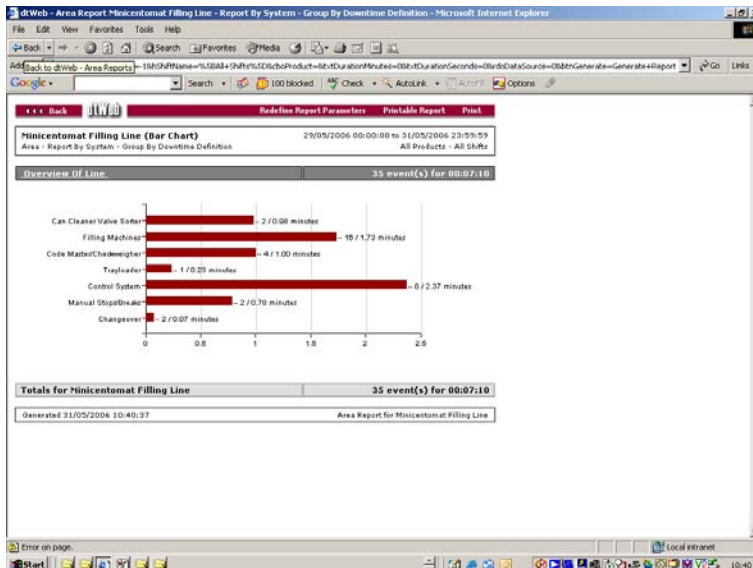 dtWeb - Area Report Minicentomat Filling Line - Report By System - Group By Downtime Definition - Microsoft Internet Explorer
File Edit View Favorites Tools Help
Back Search Favorites Media
Back to dtWeb - Area Reports Go Links
Google Search 100 blocked Check AutoLink AutoFill Options
Back dtWeb Redefine Report Parameters Printable Report Print
Minicentomat Filling Line (Bar Chart) 29/05/2006 00:00:00 to 31/05/2006 23:59:59
Area - Report By System - Group By Downtime Definition All Products - All Shifts
Overview Of Line 35 event(s) for 00:07:10
Can Cleaner Valve Sorter 2 / 0.98 minutes
Filling Machines / 1.73 minutes
Code Master/Checkweigher 4 / 1.00 minutes
Trayloader 1 / 0.23 minutes
Control System / 2.37 minutes
Manual Stops/Breaks 2 / 0.78 minutes
Changeover 2 / 0.07 minutes
0 0.5 1 1.5 2 2.5
Totals for Minicentomat Filling Line 35 event(s) for 00:07:10
Generated 31/05/2006 10:40:37 Area Report for Minicentomat Filling Line
Error on page. Local intranet
Start 10:40